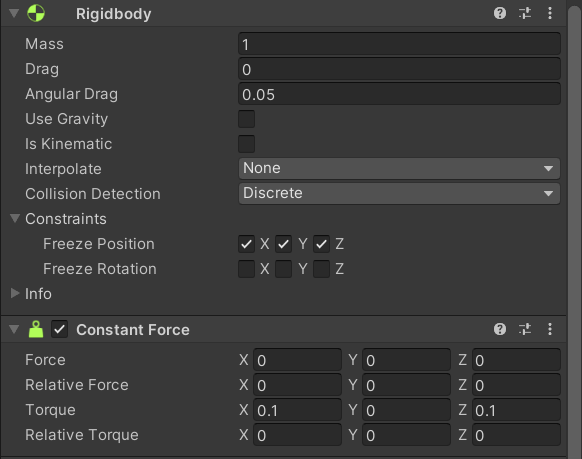 Rigidbody
Mass 1
Drag 0
Angular Drag 0.05
Use Gravity
Is Kinematic
Interpolate None
Collision Detection Discrete
Constraints
Freeze Position X Y Z
Freeze Rotation X Y Z
Info
Constant Force
Force X 0 Y 0 Z 0
Relative Force X 0 Y 0 Z 0
Torque X 0.1 Y 0 Z 0.1
Relative Torque X 0 Y 0 Z 0